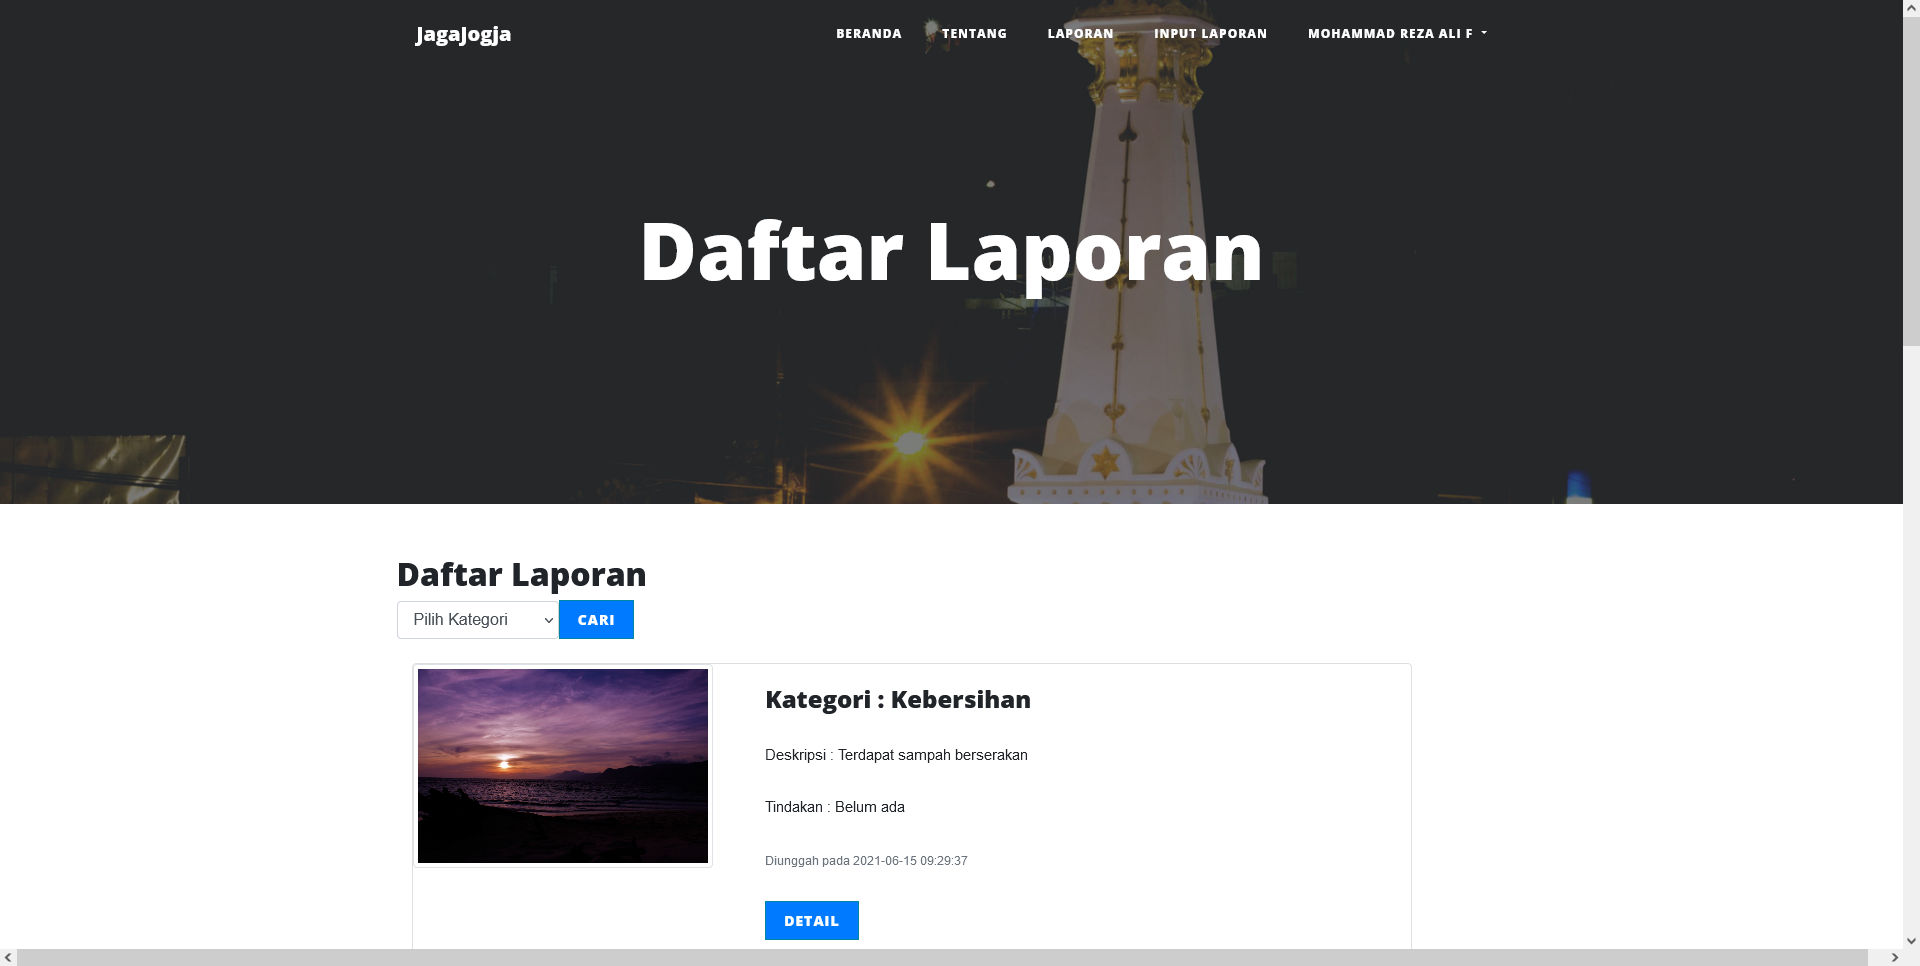 JagaJogja
BERANDA TENTANG LAPORAN INPUT LAPORAN MOHAMMAD REZA ALI F
Daftar Laporan
Daftar Laporan
Pilih Kategori CARI
Kategori : Kebersihan
Deskripsi : Terdapat sampah berserakan
Tindakan : Belum ada
Diunggah pada 2021-06-15 09:29:37
DETAIL